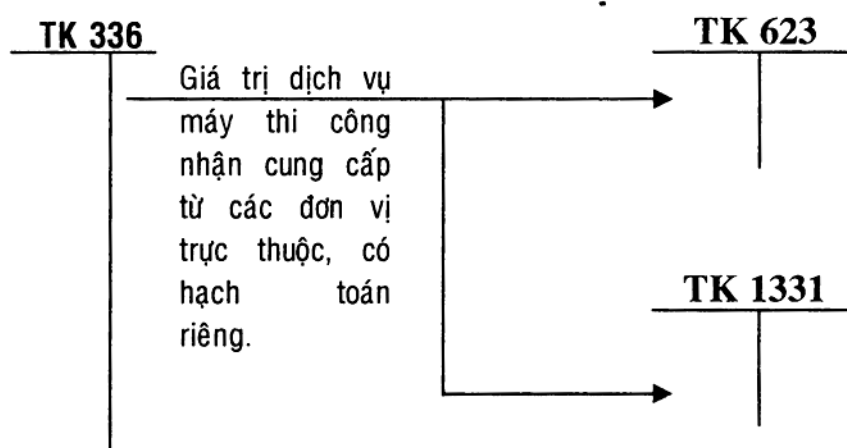 TK 336
TK 623
Giá trị dịch vụ
máy thi công
nhận cung cấp
từ các đơn vị
trực thuộc, có
hạch toán
riêng.
TK 1331